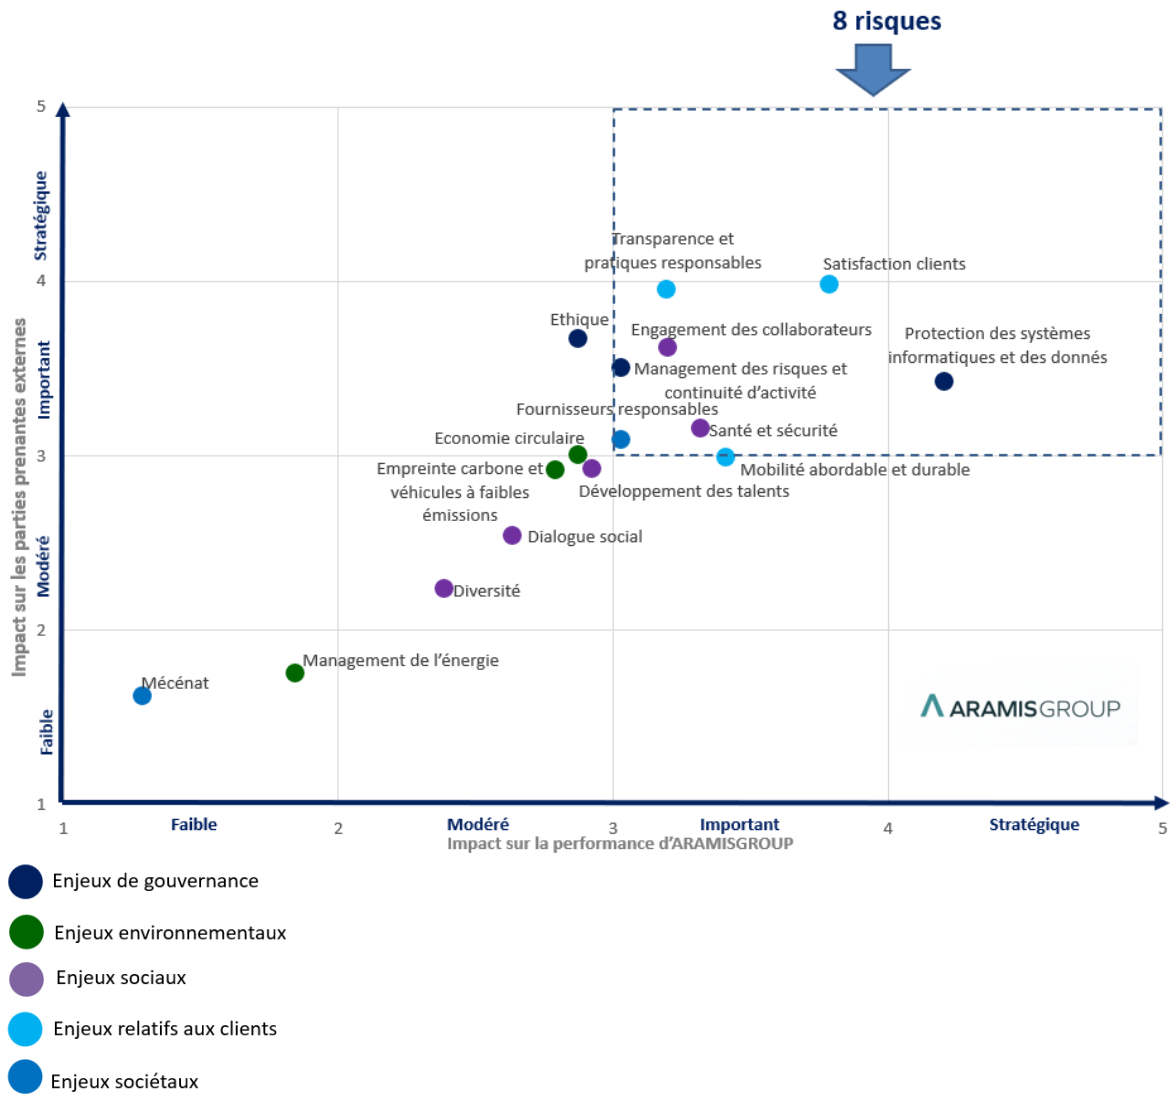 8 risques
5
Stratégique
Transparence et
pratiques responsables
Satisfaction clients
4
Ethique
Engagement des collaborateurs
Protection des systèmes
informatiques et des donnés
Impact sur les parties prenantes externes
Important
Management des risques et
continuité d'activité
Fournisseurs responsables
Santé et sécurité
Economie circulaire
3
Empreinte carbone et
véhicules à faibles
émissions
Mobilité abordable et durable
Développement des talents
Modéré
Dialogue social
Diversité
2
Management de l'énergie
Mécénat
ARAMISGROUP
Faible
1
1
Faible
2
Modéré
3
Important
4
Stratégique
5
Impact sur la performance d'ARAMISGROUP
Enjeux de gouvernance
Enjeux environnementaux
Enjeux sociaux
Enjeux relatifs aux clients
Enjeux sociétaux